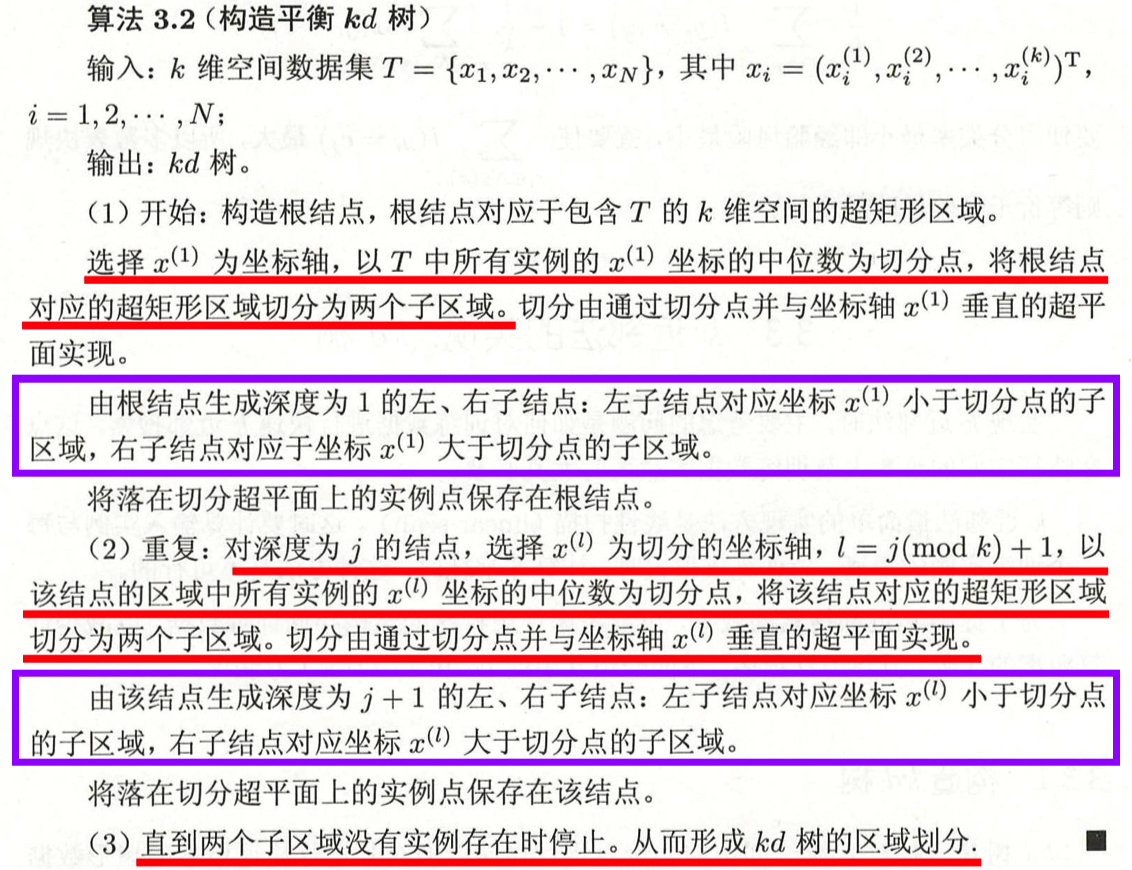 算法 3.2（构造平衡 kd 树）
输入：k 维空间数据集 T = {x₁, x₂, ⋯, x_N}，其中 xᵢ = (xᵢ⁽¹⁾, xᵢ⁽²⁾, ⋯, xᵢ⁽ᵏ⁾)ᵀ，
i = 1, 2, ⋯, N；
输出：kd 树。
（1）开始：构造根结点，根结点对应于包含 T 的 k 维空间的超矩形区域。
选择 x⁽¹⁾ 为坐标轴，以 T 中所有实例的 x⁽¹⁾ 坐标的中位数为切分点，将根结点
对应的超矩形区域切分为两个子区域。切分由通过切分点并与坐标轴 x⁽¹⁾ 垂直的超平
面实现。
由根结点生成深度为 1 的左、右子结点：左子结点对应坐标 x⁽¹⁾ 小于切分点的子
区域，右子结点对应于坐标 x⁽¹⁾ 大于切分点的子区域。
将落在切分超平面上的实例点保存在根结点。
（2）重复：对深度为 j 的结点，选择 x⁽ˡ⁾ 为切分的坐标轴，l = j(mod k) + 1，以
该结点的区域中所有实例的 x⁽ˡ⁾ 坐标的中位数为切分点，将该结点对应的超矩形区域
切分为两个子区域。切分由通过切分点并与坐标轴 x⁽ˡ⁾ 垂直的超平面实现。
由该结点生成深度为 j + 1 的左、右子结点：左子结点对应坐标 x⁽ˡ⁾ 小于切分点
的子区域，右子结点对应坐标 x⁽ˡ⁾ 大于切分点的子区域。
将落在切分超平面上的实例点保存在该结点。
（3）直到两个子区域没有实例存在时停止。从而形成 kd 树的区域划分. ■